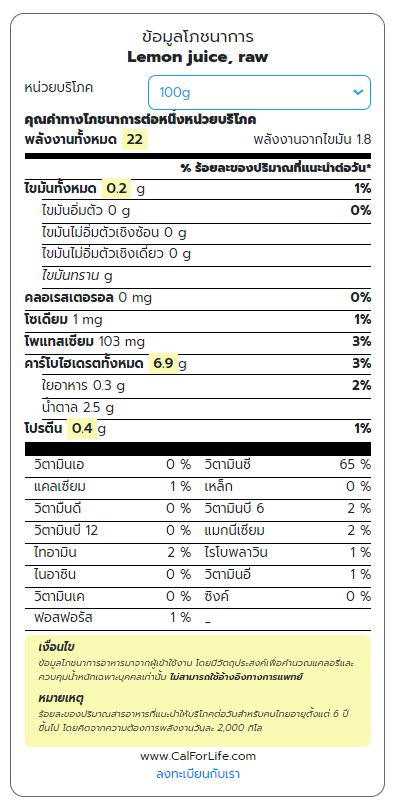 ข้อมูลโภชนาการ
Lemon juice, raw
หน่วยบริโภค 100g
คุณค่าทางโภชนาการต่อหนึ่งหน่วยบริโภค
พลังงานทั้งหมด 22 พลังงานจากไขมัน 1.8
% ร้อยละของปริมาณที่แนะนำต่อวัน*
ไขมันทั้งหมด 0.2 g 1%
ไขมันอิ่มตัว 0 g 0%
ไขมันไม่อิ่มตัวเชิงซ้อน 0 g
ไขมันไม่อิ่มตัวเชิงเดี่ยว 0 g
ไขมันทราน g
คลอเรสเตอรอล 0 mg 0%
โซเดียม 1 mg 1%
โพแทสเซียม 103 mg 3%
คาร์โบไฮเดรตทั้งหมด 6.9 g 3%
ใยอาหาร 0.3 g 2%
น้ำตาล 2.5 g
โปรตีน 0.4 g 1%
วิตามินเอ 0 % วิตามินซี 65 %
แคลเซียม 1 % เหล็ก 0 %
วิตามินดี 0 % วิตามินบี 6 2 %
วิตามินบี 12 0 % แมกนีเซียม 2 %
ไทอามิน 2 % ไรโบพลาวิน 1 %
ไนอาซิน 0 % วิตามินอี 1 %
วิตามินเค 0 % ซิงค์ 0 %
ฟอสฟอรัส 1 % _
เงื่อนไข
ข้อมูลโภชนาการอาหารมาจากผู้เข้าใช้งาน โดยมีวัตถุประสงค์เพื่อคำนวณแคลอรี่และ
ควบคุมน้ำหนักเฉพาะบุคคลเท่านั้น ไม่สามารถใช้อ้างอิงทางการแพทย์
หมายเหตุ
ร้อยละของปริมาณสารอาหารที่แนะนำให้บริโภคต่อวันสำหรับคนไทยอายุตั้งแต่ 6 ปี
ขึ้นไป โดยคิดจากความต้องการพลังงานวันละ 2,000 กิโล
www.CalForLife.com
ลงทะเบียนกับเรา